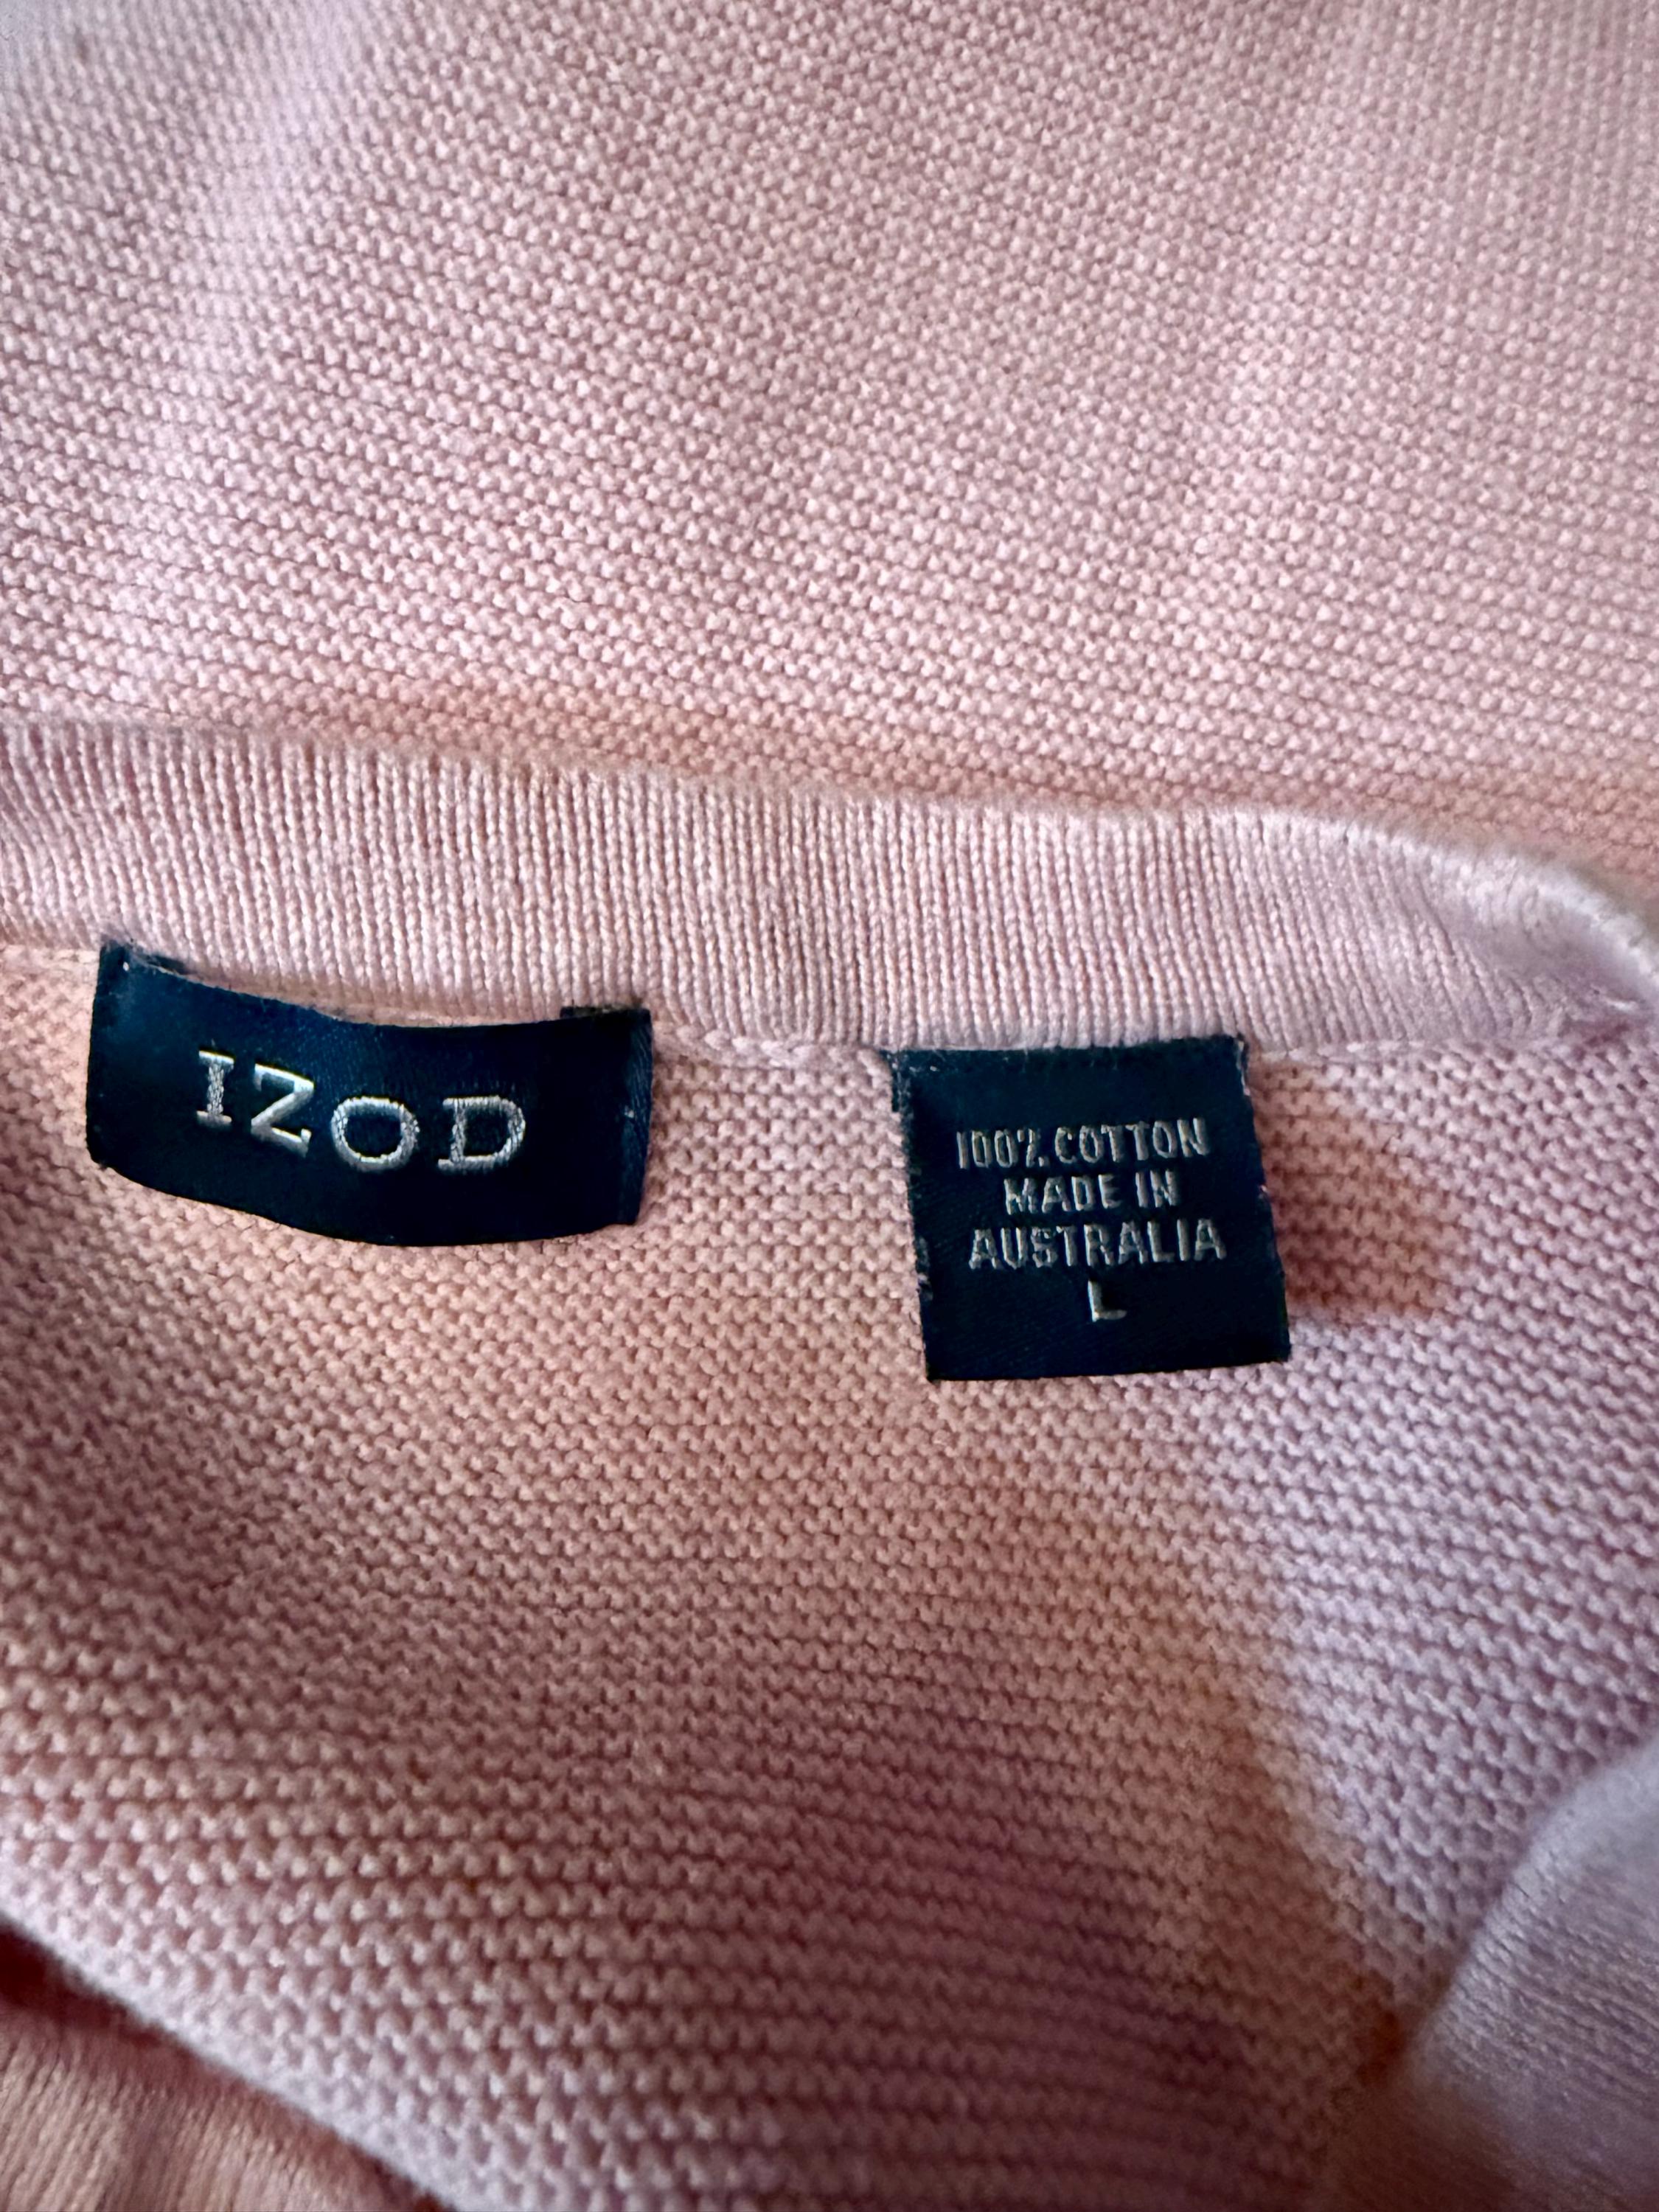 IZOD
100% COTTON
MADE IN
AUSTRALIA
L